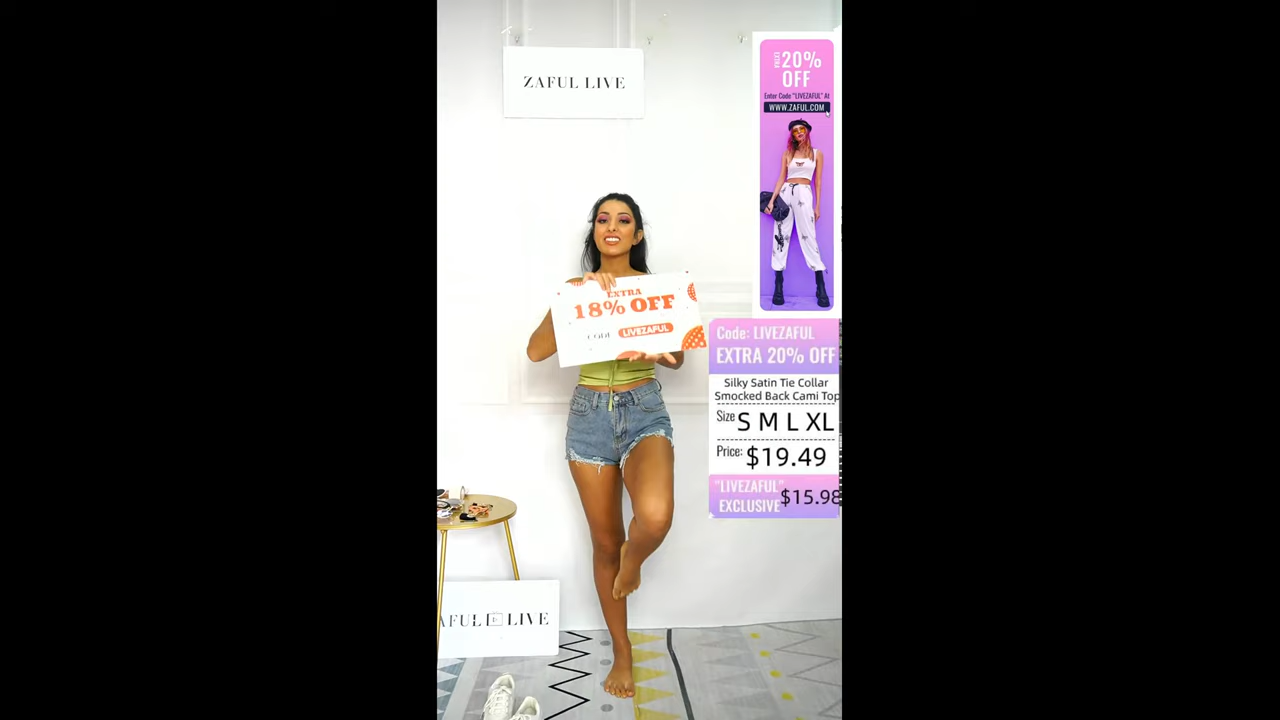 ZAFUL LIVE
20%
OFF
Enter Code "LIVEZAFUL" At
WWW.ZAFUL.COM
EXTRA
18% OFF
CODE LIVEZAFUL
Code: LIVEZAFUL
EXTRA 20% OFF
Silky Satin Tie Collar
Smocked Back Cami Top
Size S M L XL
Price: $19.49
"LIVEZAFUL"
EXCLUSIVE $15.98
AFUL LIVE